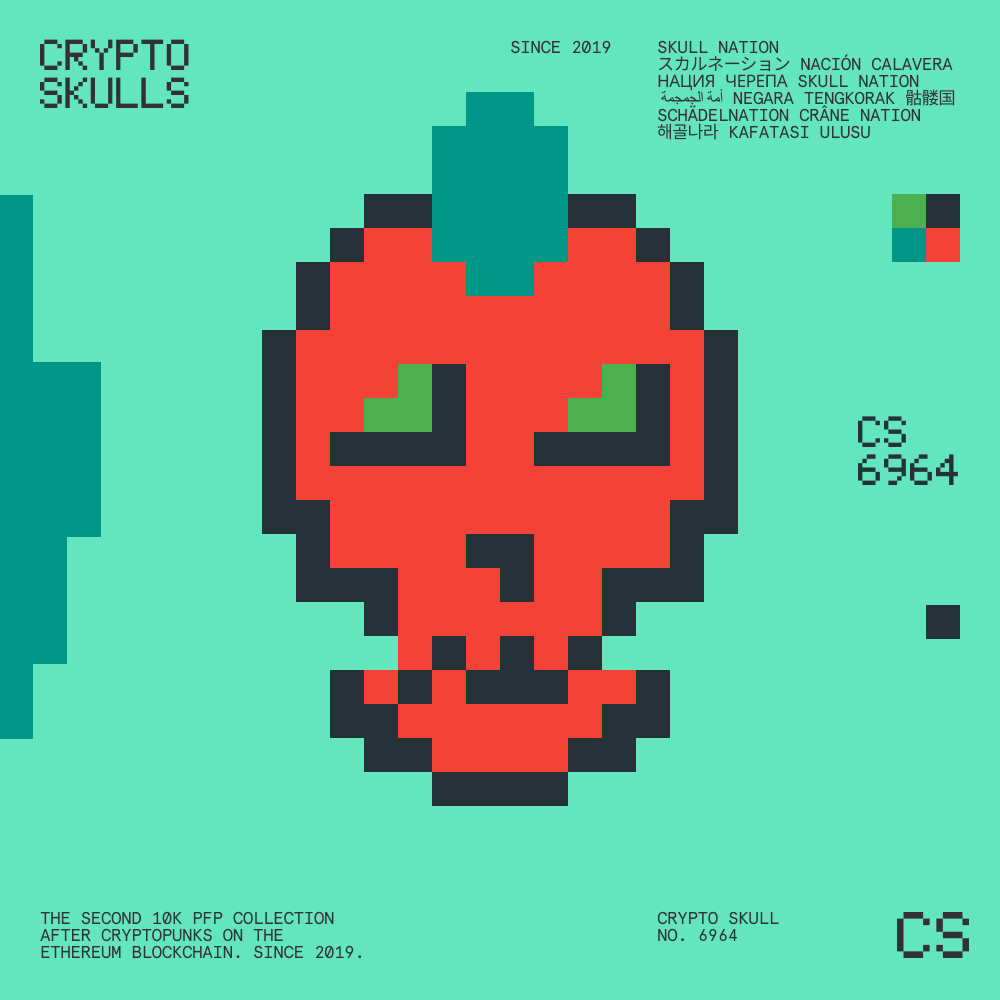 CRYPTO
SKULLS
SINCE 2019
SKULL NATION
スカルネーション NACIÓN CALAVERA
НАЦИЯ ЧЕРЕПА SKULL NATION
أمة الجمجمة NEGARA TENGKORAK 骷髅国
SCHÄDELNATION CRÂNE NATION
해골나라 KAFATASI ULUSU
CS
6964
THE SECOND 10K PFP COLLECTION
AFTER CRYPTOPUNKS ON THE
ETHEREUM BLOCKCHAIN. SINCE 2019.
CRYPTO SKULL
NO. 6964
CS